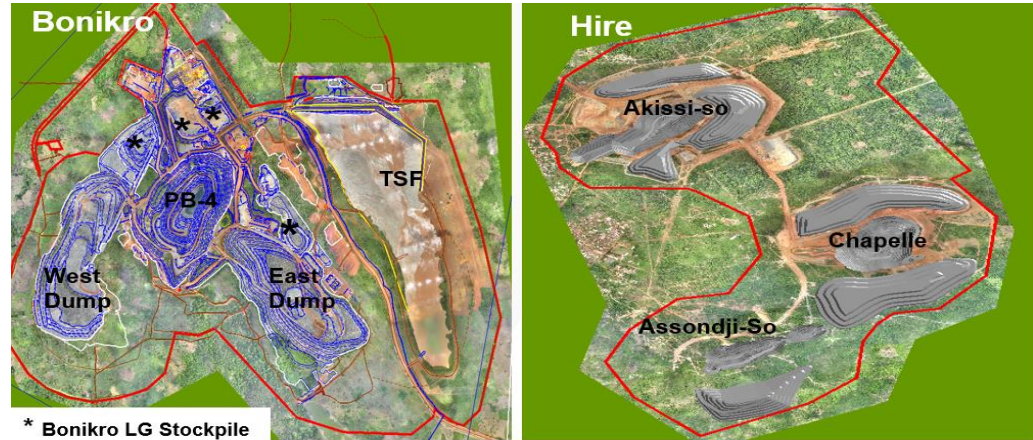 Bonikro
*
*
*
PB-4
TSF
*
West
Dump
East
Dump
* Bonikro LG Stockpile
Hire
Akissi-so
Chapelle
Assondji-So